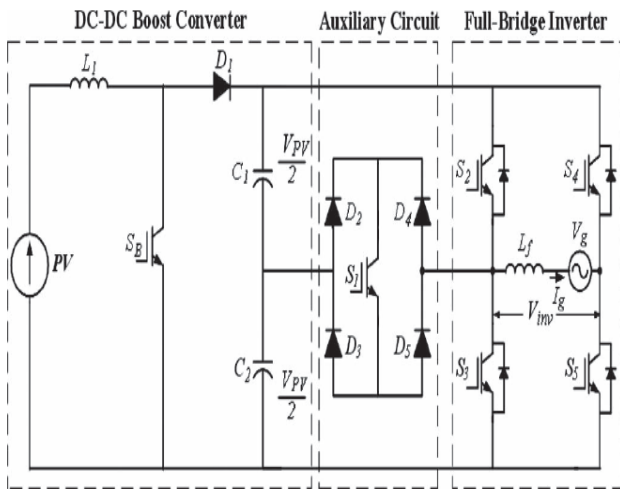 DC-DC Boost Converter
Auxiliary Circuit
Full-Bridge Inverter
L1
D1
C1
VPV
2
SB
PV
C2
VPV
2
D2
D4
S1
D3
D5
S2
S4
Lf
Vg
Ig
Vinv
S3
S5